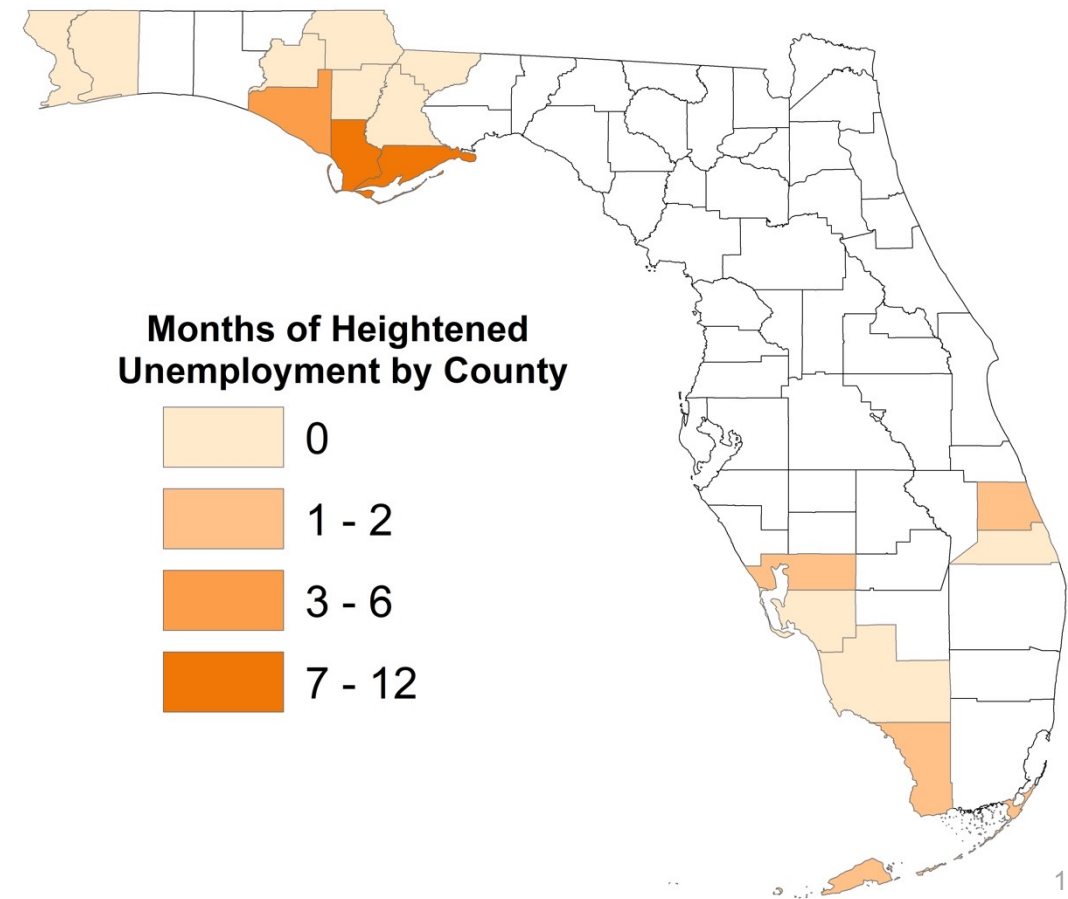 Months of Heightened
Unemployment by County
0
1 - 2
3 - 6
7 - 12
1